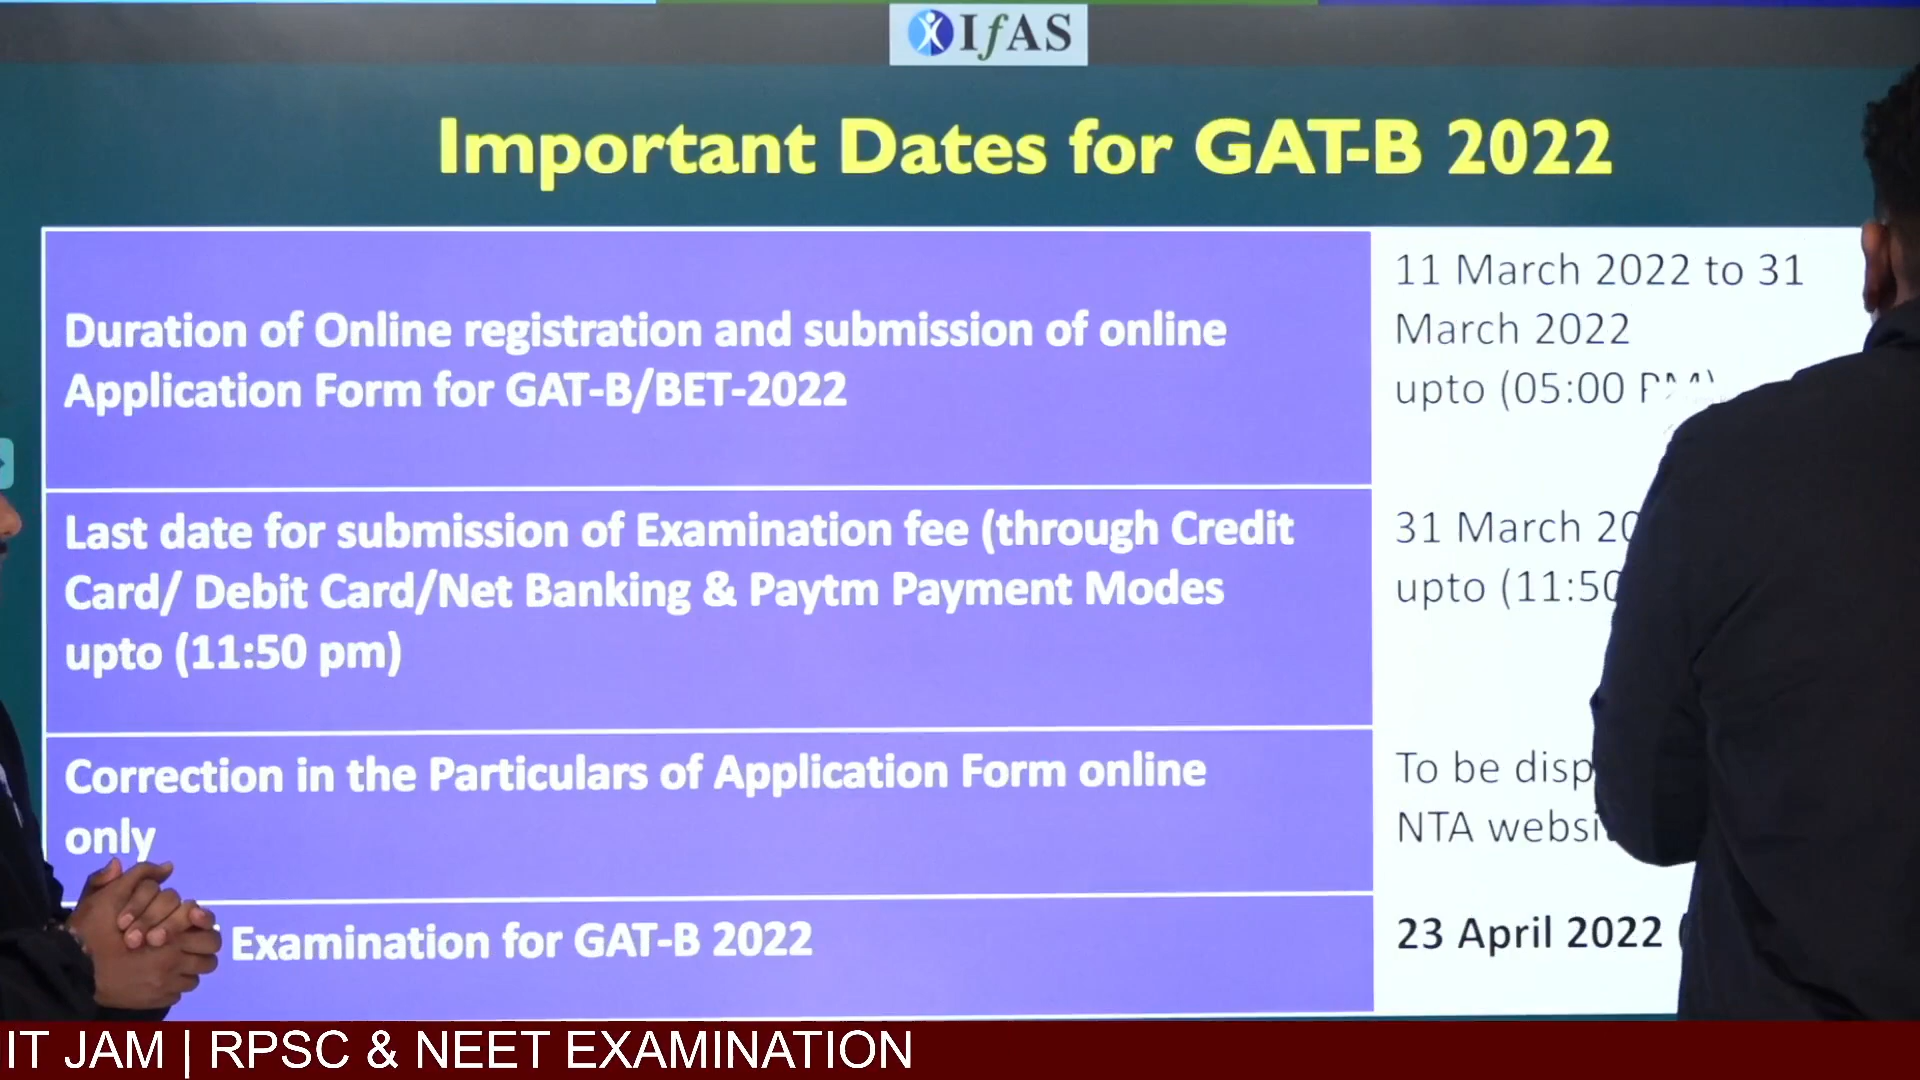 IfAS
Important Dates for GAT-B 2022
Duration of Online registration and submission of online
Application Form for GAT-B/BET-2022
11 March 2022 to 31
March 2022
upto (05:00 PM)
Last date for submission of Examination fee (through Credit
Card/ Debit Card/Net Banking & Paytm Payment Modes
upto (11:50 pm)
31 March
upto (11:50
Correction in the Particulars of Application Form online
only
To be
NTA
Examination for GAT-B 2022
23 April 2022
IT JAM | RPSC & NEET EXAMINATION